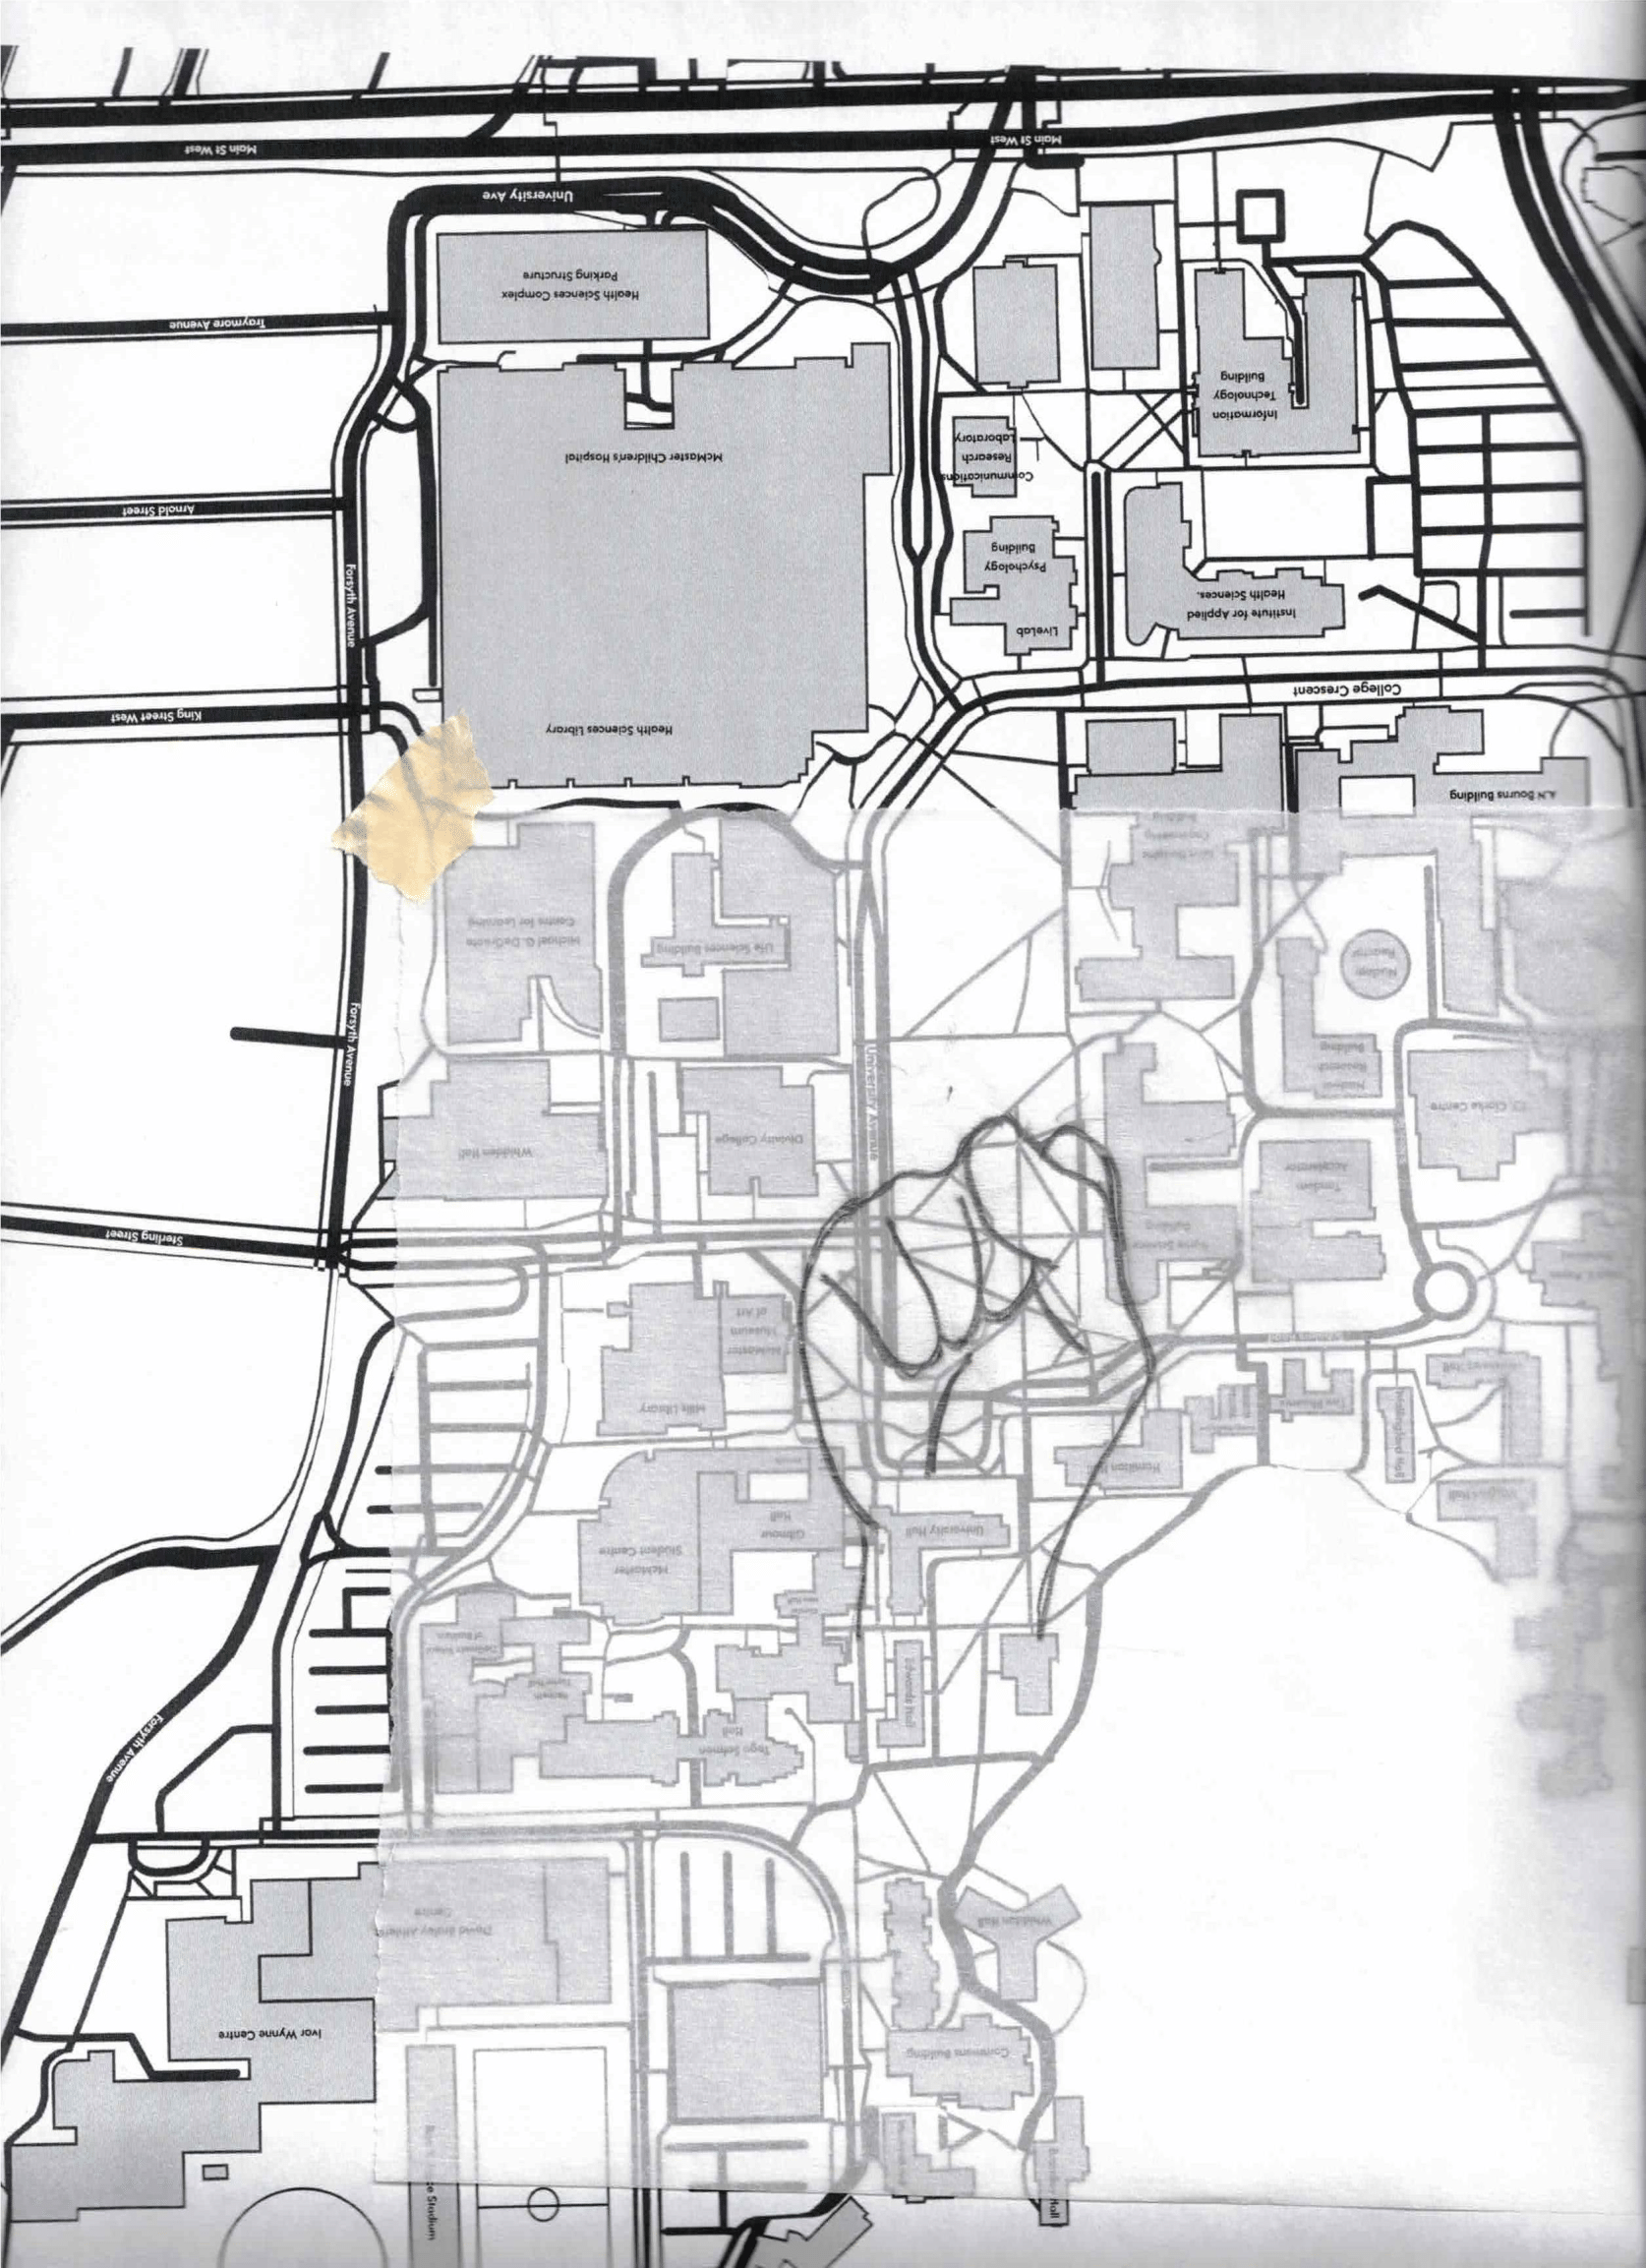 Main St West
Main St West
University Ave
Health Sciences Complex
Parking Structure
Traymore Avenue
Information
Technology
Building
McMaster Children's Hospital
Communications
Research
Laboratory
Arnold Street
Psychology
Building
LiveLab
Institute for Applied
Health Sciences.
Forsyth Avenue
College Crescent
King Street West
Health Sciences Library
A.N Bourns Building
Michael G. DeGroote
Centre for Learning
Life Sciences Building
Nuclear
Reactor
Forsyth Avenue
University Avenue
Nuclear
Research
Building
Divinity College
Whidden Hall
Tandem
Accelerator
Sterling Street
McMaster
Museum
of Art
Mills Library
Hamilton Hall
Wallingford Hall
University Hall
Gilmour
Hall
McMaster
Student Centre
Edwards Hall
Togo Salmon
Hall
Forsyth Avenue
David Braley Athletic
Centre
Whidden Hall
Ivor Wynne Centre
Commons Building
Stadium
Hall